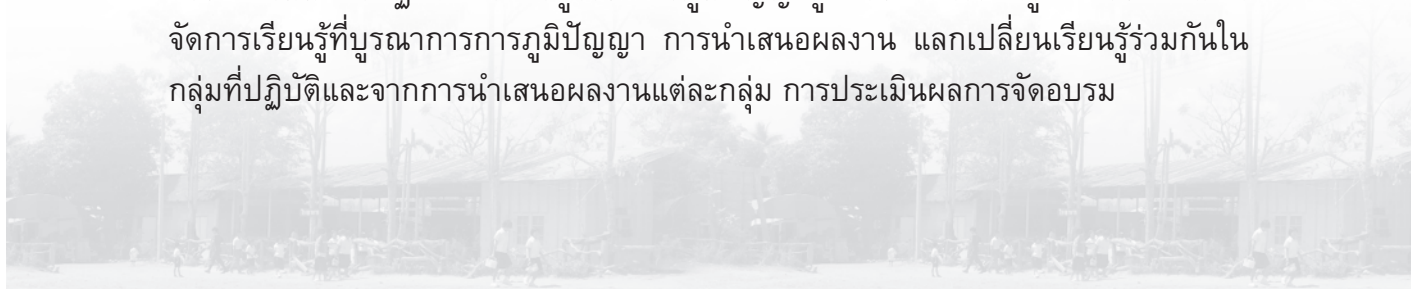 จัดการเรียนรู้ที่บูรณาการการภูมิปัญญา การนำเสนอผลงาน แลกเปลี่ยนเรียนรู้ร่วมกันใน
กลุ่มที่ปฏิบัติและจากการนำเสนอผลงานแต่ละกลุ่ม การประเมินผลการจัดอบรม